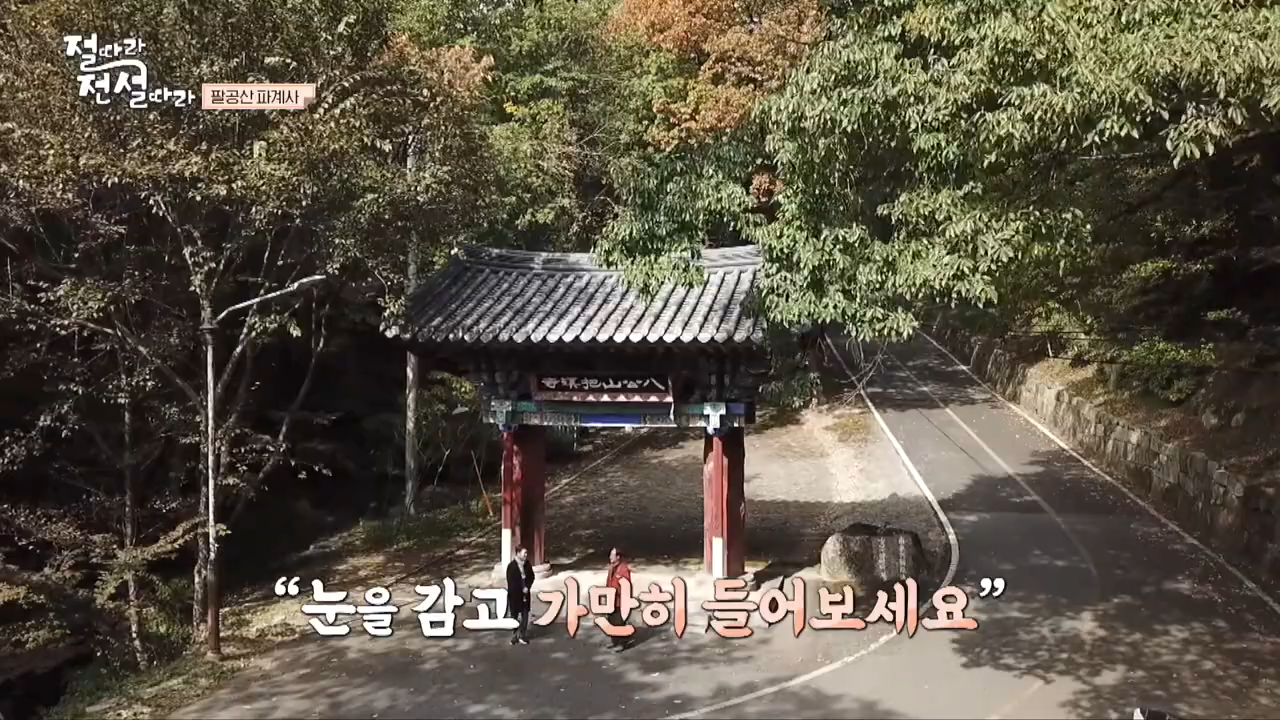 절따라
전설따라
팔공산 파계사
“눈을 감고 가만히 들어보세요”